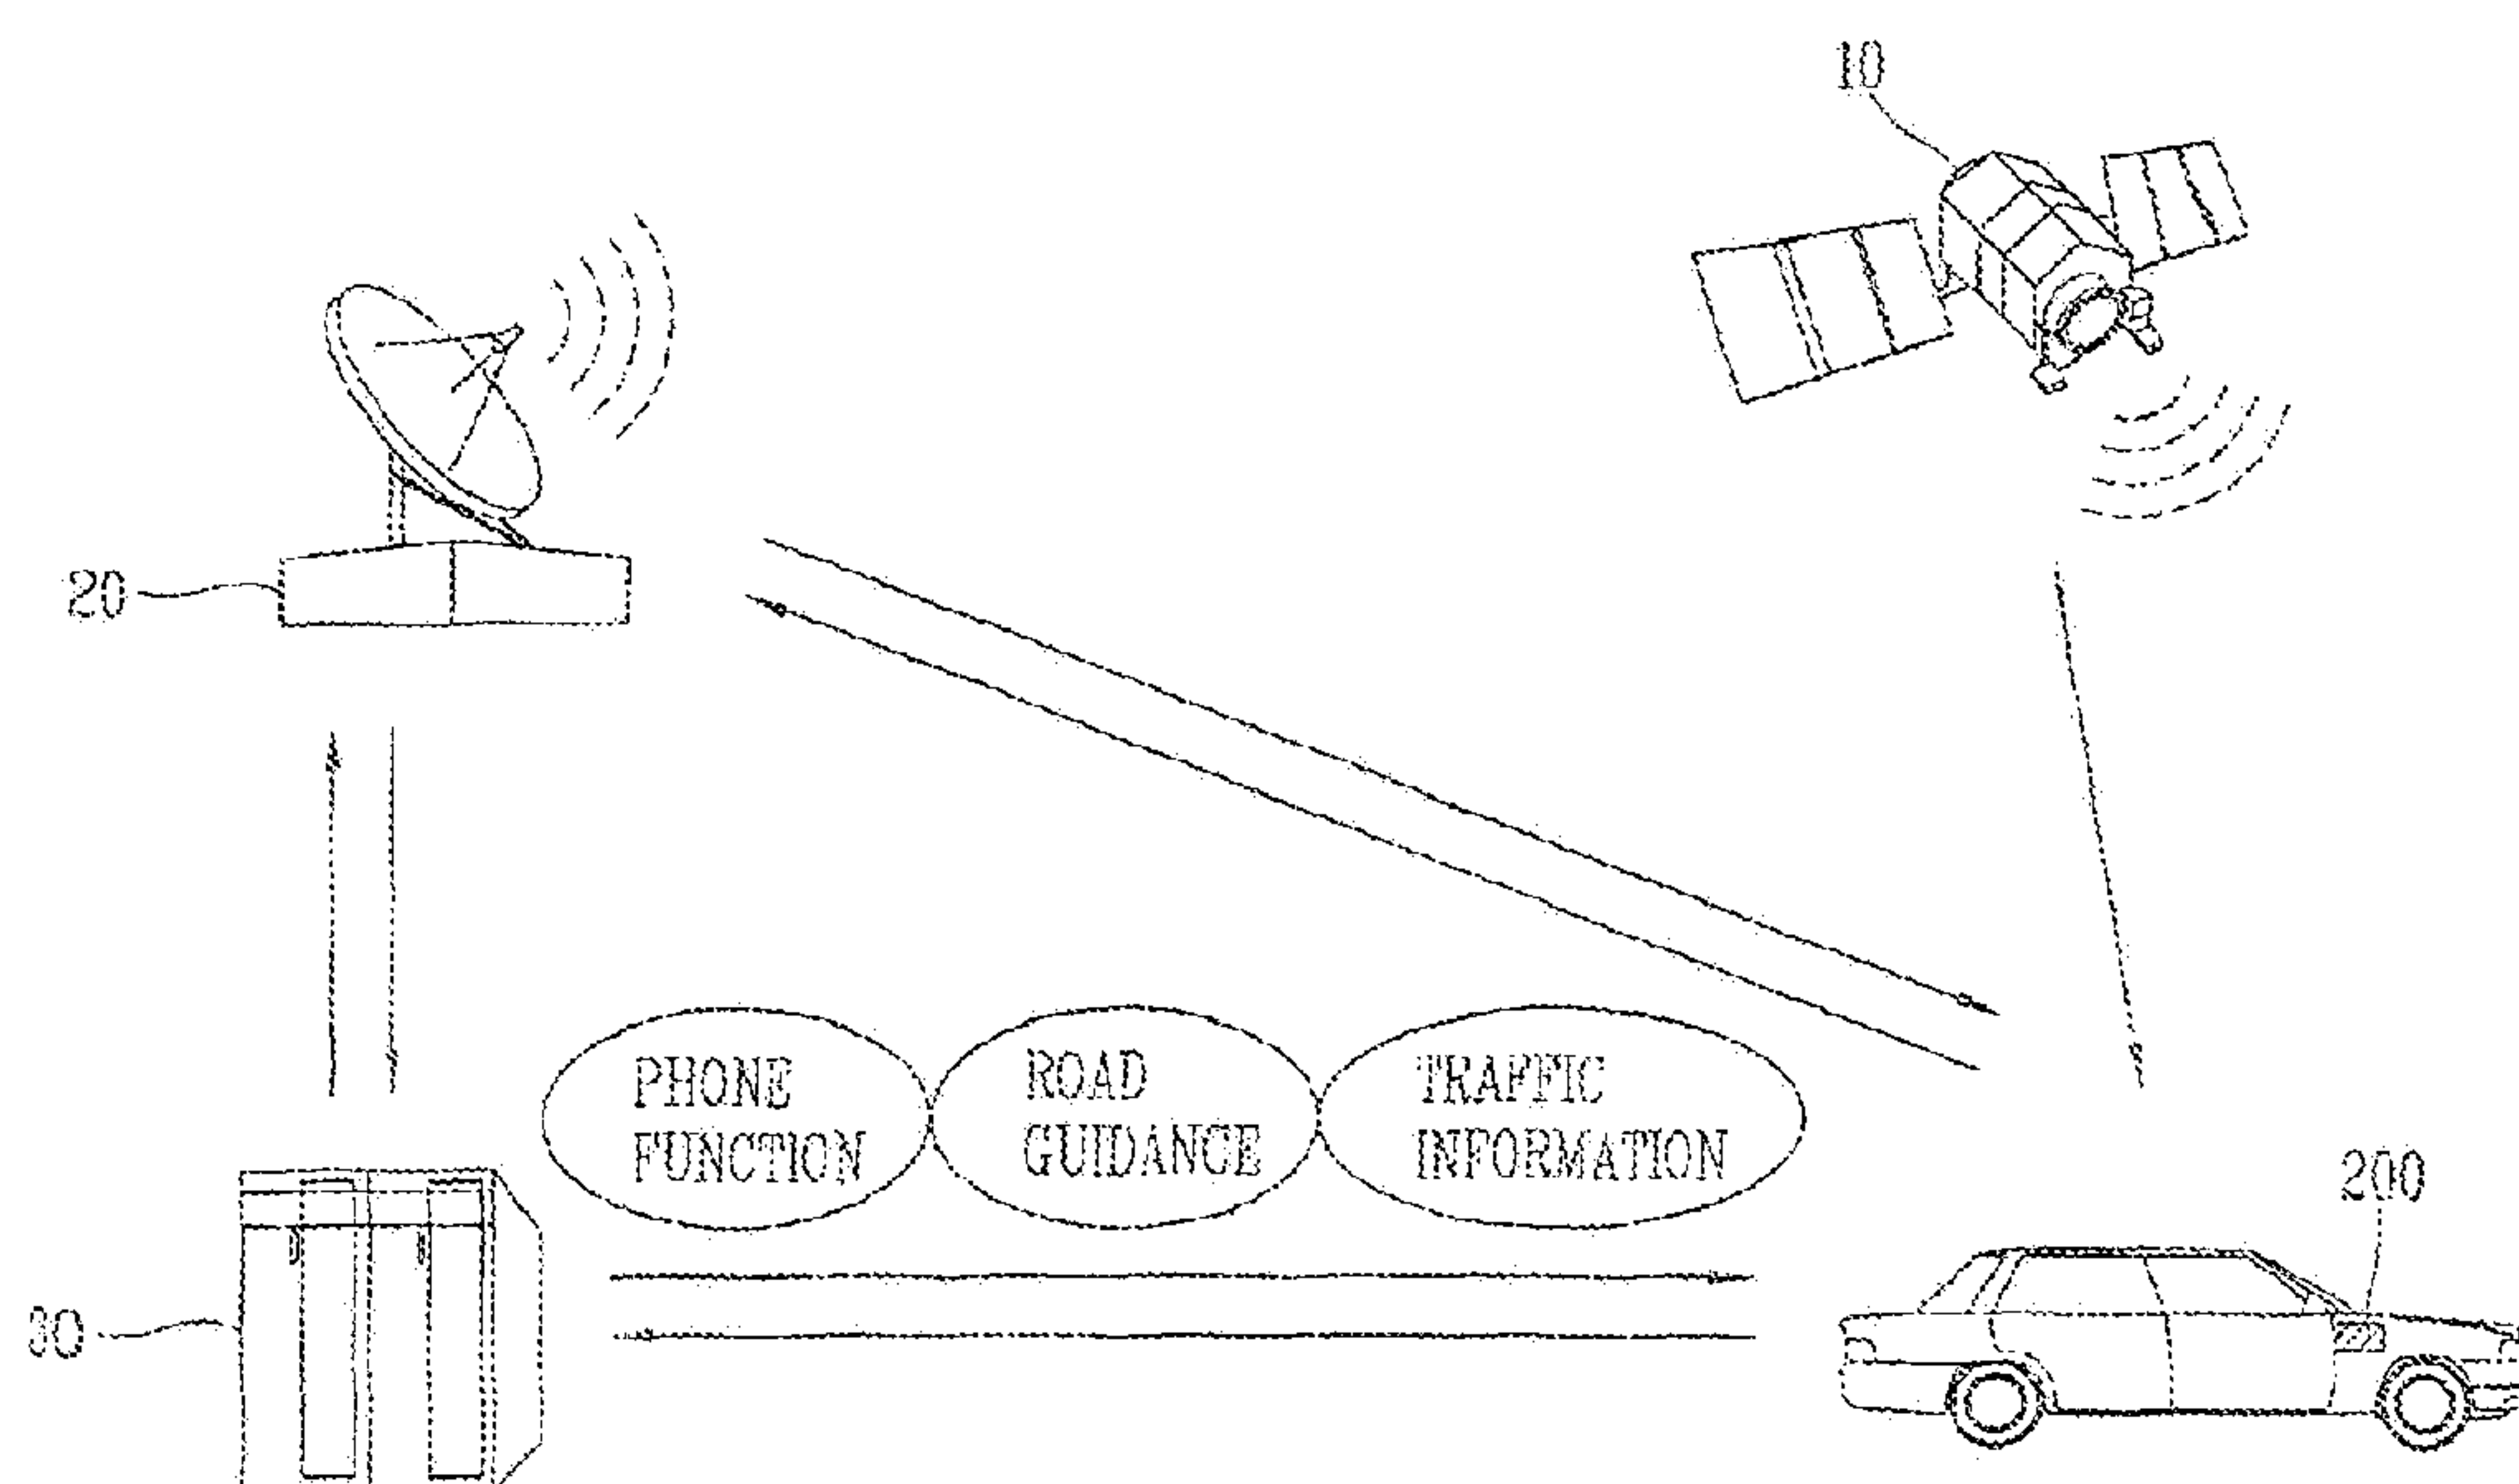 10
20
PHONE
FUNCTION
ROAD
GUIDANCE
TRAFFIC
INFORMATION
200
30